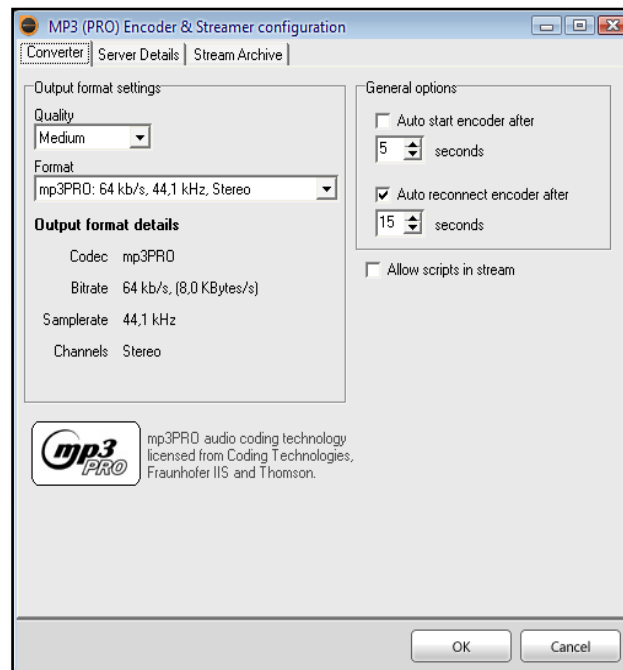 MP3 (PRO) Encoder & Streamer configuration
Converter Server Details Stream Archive
Output format settings
Quality
Medium
Format
mp3PRO: 64 kb/s, 44,1 kHz, Stereo
Output format details
Codec mp3PRO
Bitrate 64 kb/s, (8,0 KBytes/s)
Samplerate 44,1 kHz
Channels Stereo
General options
Auto start encoder after
5 seconds
Auto reconnect encoder after
15 seconds
Allow scripts in stream
mp3 PRO
mp3PRO audio coding technology
licensed from Coding Technologies,
Fraunhofer IIS and Thomson.
OK Cancel